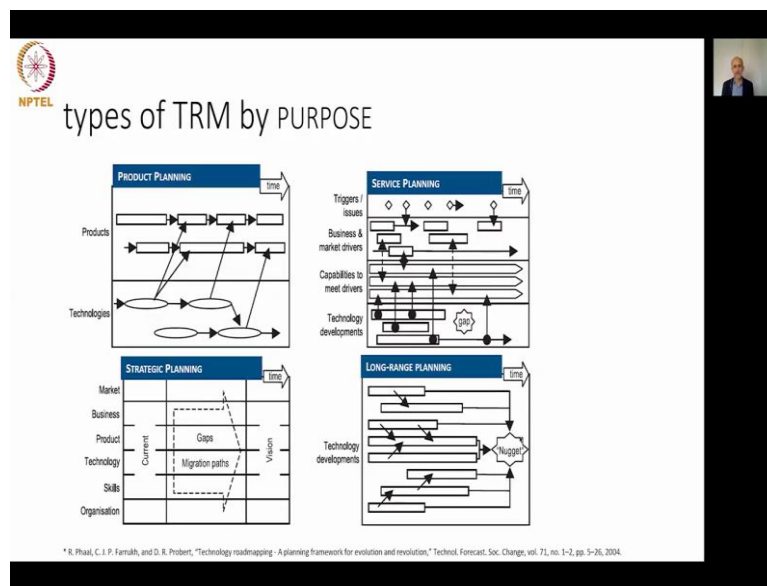 NPTEL
types of TRM by PURPOSE
PRODUCT PLANNING
time
Products
Technologies
SERVICE PLANNING
time
Triggers /
issues
Business &
market drivers
Capabilities to
meet drivers
Technology
developments
gap
STRATEGIC PLANNING
time
Market
Business
Product
Technology
Skills
Organisation
Current
Gaps
Migration paths
Vision
LONG-RANGE PLANNING
time
Technology
developments
'Nugget'
* R. Phaal, C. J. P. Farrukh, and D. R. Probert, "Technology roadmapping - A planning framework for evolution and revolution," Technol. Forecast. Soc. Change, vol. 71, no. 1–2, pp. 5–26, 2004.